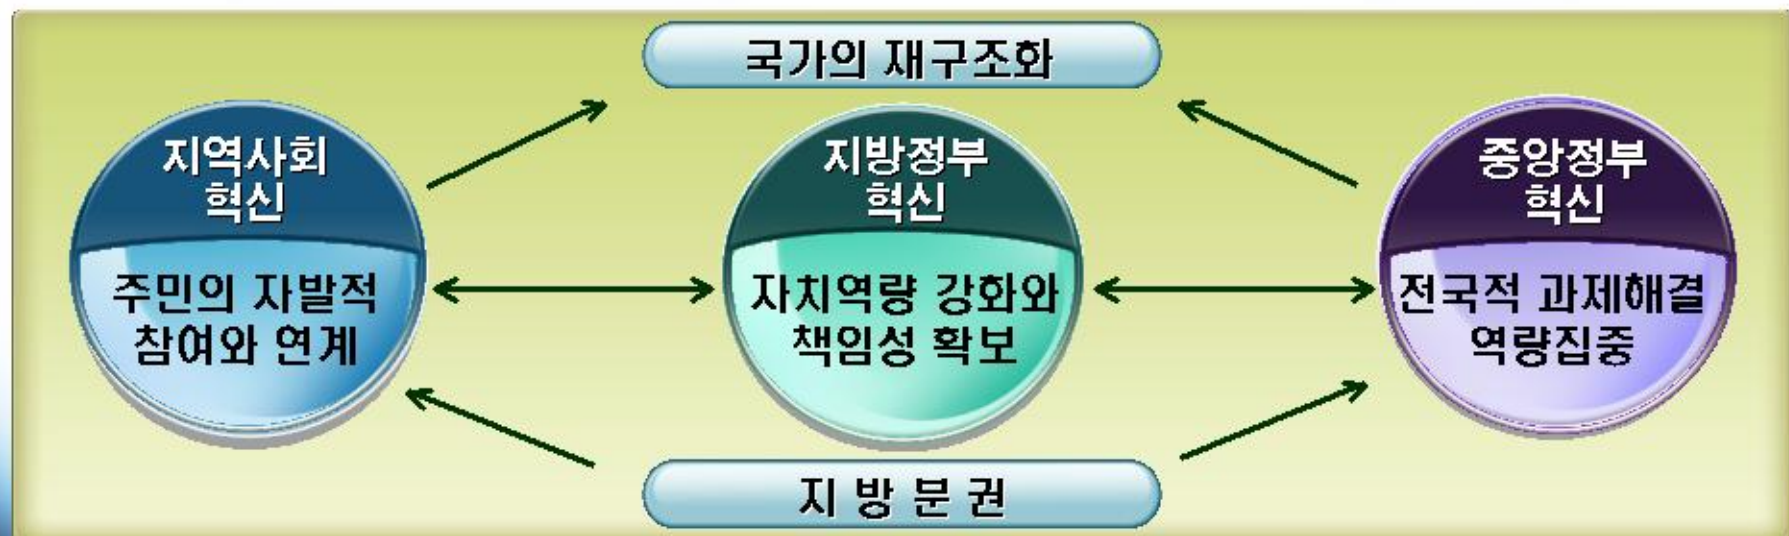 국가의 재구조화
지역사회
혁신
주민의 자발적
참여와 연계
지방정부
혁신
자치역량 강화와
책임성 확보
중앙정부
혁신
전국적 과제해결
역량집중
지 방 분 권